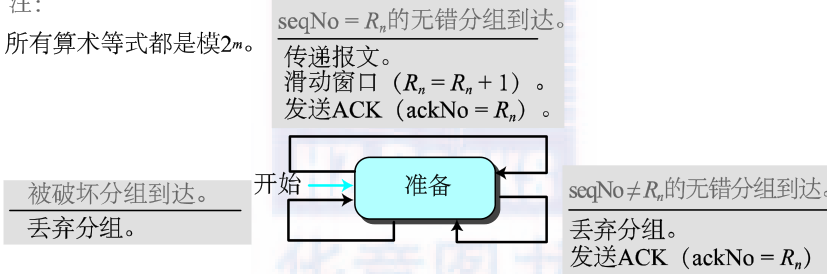 注:
所有算术等式都是模2ᵐ。
seqNo = Rₙ的无错分组到达。
传递报文。
滑动窗口（Rₙ = Rₙ + 1）。
发送ACK（ackNo = Rₙ）。
被破坏分组到达。
丢弃分组。
开始
准备
seqNo ≠ Rₙ的无错分组到达。
丢弃分组。
发送ACK（ackNo = Rₙ）